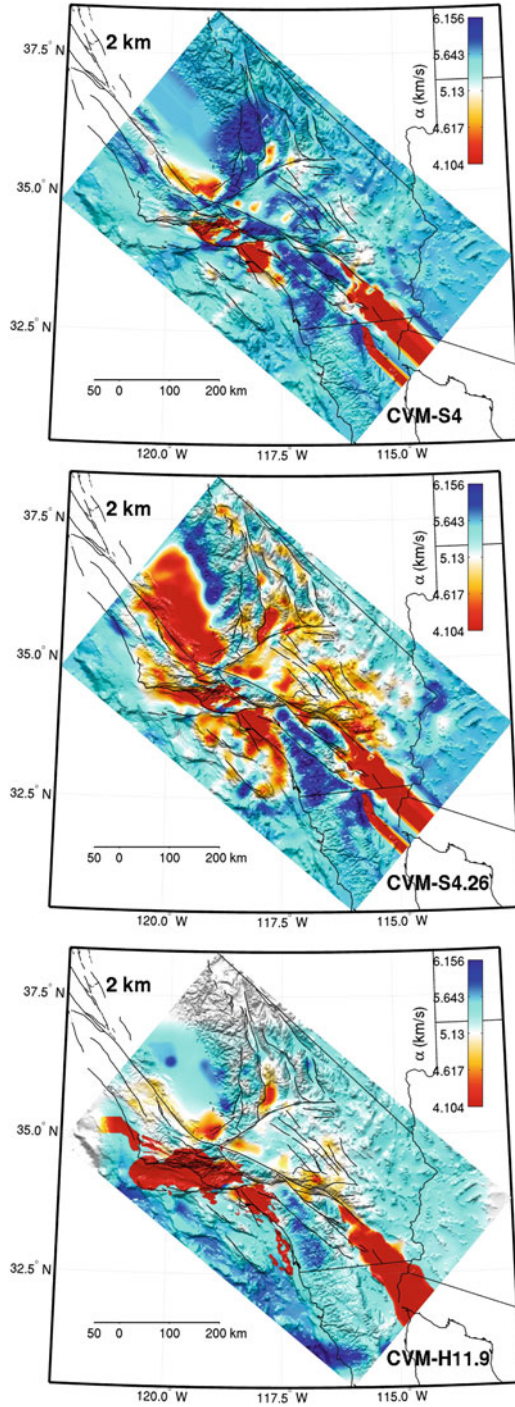 37.5° N
2 km
6.156
5.643
5.13
4.617
4.104
α (km/s)
35.0° N
32.5° N
50 0 100 200 km
CVM-S4
120.0° W
117.5° W
115.0° W
37.5° N
2 km
6.156
5.643
5.13
4.617
4.104
α (km/s)
35.0° N
32.5° N
50 0 100 200 km
CVM-S4.26
120.0° W
117.5° W
115.0° W
37.5° N
2 km
6.156
5.643
5.13
4.617
4.104
α (km/s)
35.0° N
32.5° N
50 0 100 200 km
CVM-H11.9
120.0° W
117.5° W
115.0° W